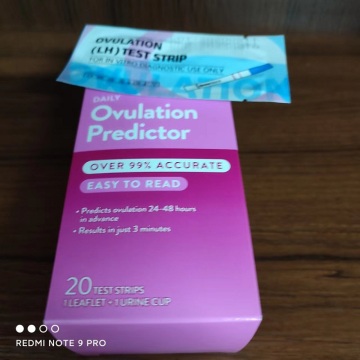 OVULATION
(LH) TEST STRIP
FOR IN VITRO DIAGNOSTIC USE ONLY
DAILY
Ovulation
Predictor
OVER 99% ACCURATE
EASY TO READ
• Predicts ovulation 24-48 hours
in advance
• Results in just 3 minutes
20 TEST STRIPS
1 LEAFLET • 1 URINE CUP
REDMI NOTE 9 PRO